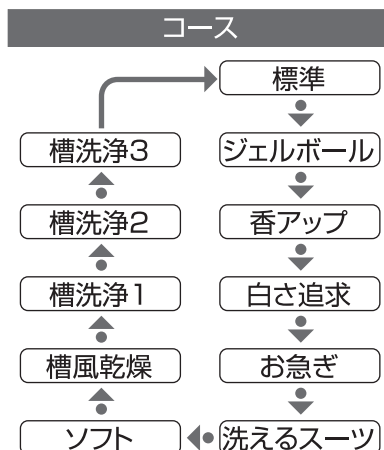 コース
標準
ジェルボール
香アップ
白さ追求
お急ぎ
洗えるスーツ
ソフト
槽風乾燥
槽洗浄1
槽洗浄2
槽洗浄3